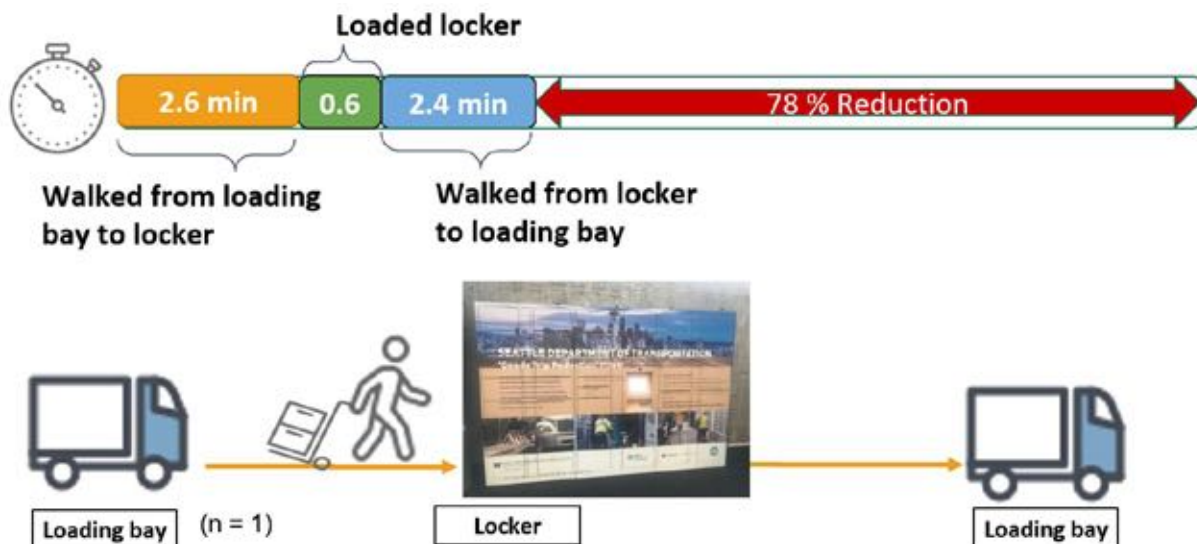 Loaded locker
2.6 min
0.6
2.4 min
78 % Reduction
Walked from loading
bay to locker
Walked from locker
to loading bay
SEATTLE DEPARTMENT OF TRANSPORTATION
Loading bay
(n = 1)
Locker
Loading bay